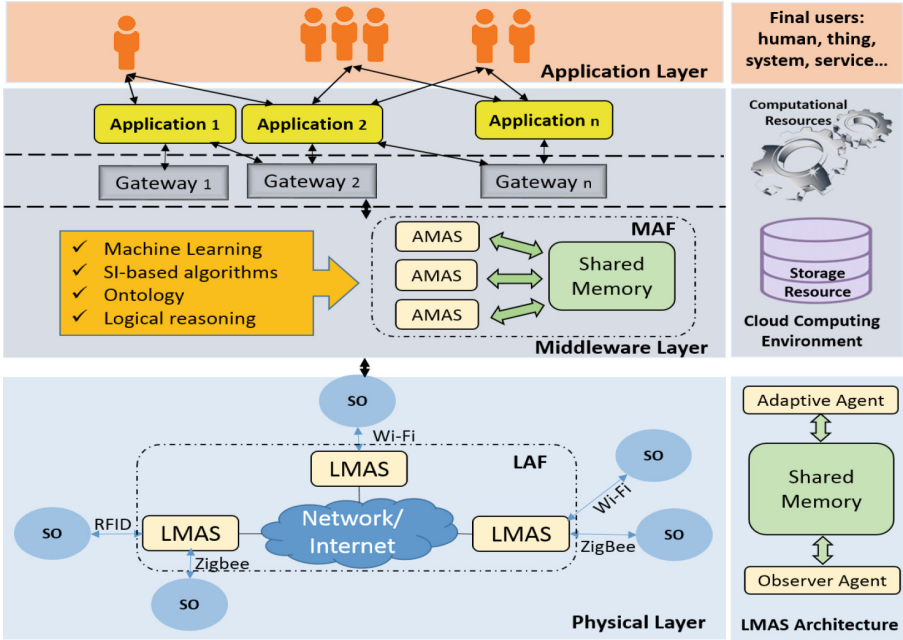 Application Layer
Final users:
human, thing,
system, service...
Application 1
Application 2
Application n
Gateway 1
Gateway 2
Gateway n
Computational
Resources
✓ Machine Learning
✓ SI-based algorithms
✓ Ontology
✓ Logical reasoning
MAF
AMAS
AMAS
AMAS
Shared
Memory
Middleware Layer
Storage
Resource
Cloud Computing
Environment
SO
Wi-Fi
LMAS
LAF
SO
Wi-Fi
SO
RFID
LMAS
Network/
Internet
LMAS
SO
ZigBee
Zigbee
SO
Physical Layer
Adaptive Agent
Shared
Memory
Observer Agent
LMAS Architecture